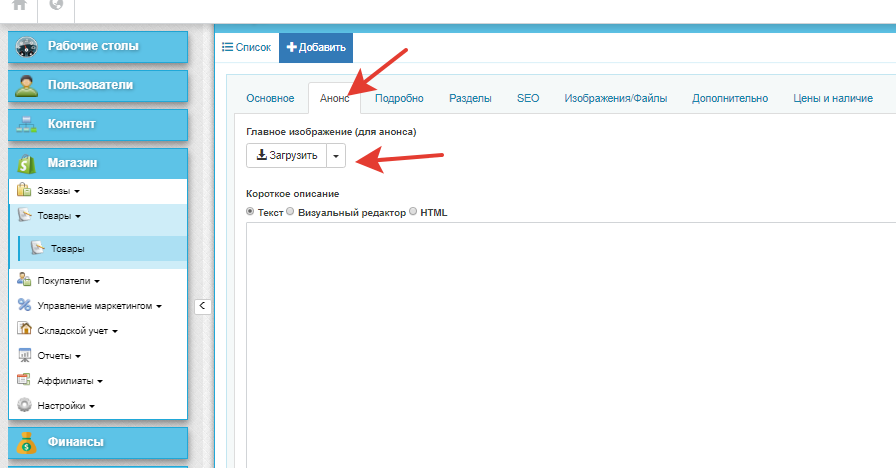 Список
Добавить
Рабочие столы
Пользователи
Контент
Магазин
Заказы
Товары
Товары
Покупатели
Управление маркетингом
Складской учет
Отчеты
Аффилиаты
Настройки
Финансы
Основное Анонс Подробно Разделы SEO Изображения/Файлы Дополнительно Цены и наличие
Главное изображение (для анонса)
Загрузить
Короткое описание
Текст Визуальный редактор HTML